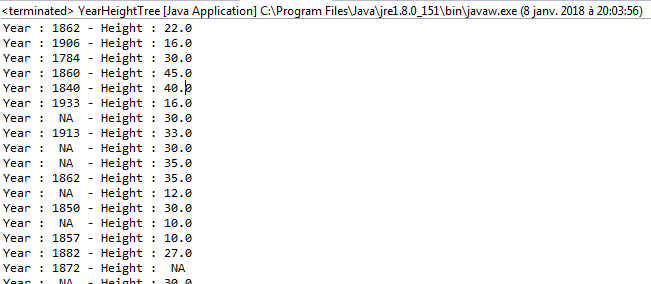 <terminated> YearHeightTree [Java Application] C:\Program Files\Java\jre1.8.0_151\bin\javaw.exe (8 janv. 2018 à 20:03:56)
Year : 1862 - Height : 22.0
Year : 1906 - Height : 16.0
Year : 1784 - Height : 30.0
Year : 1860 - Height : 45.0
Year : 1840 - Height : 40.0
Year : 1933 - Height : 16.0
Year :  NA  - Height : 30.0
Year : 1913 - Height : 33.0
Year :  NA  - Height : 30.0
Year :  NA  - Height : 35.0
Year : 1862 - Height : 35.0
Year :  NA  - Height : 12.0
Year : 1850 - Height : 30.0
Year :  NA  - Height : 10.0
Year : 1857 - Height : 10.0
Year : 1882 - Height : 27.0
Year : 1872 - Height :  NA
Year :  NA  - Height : 30.0